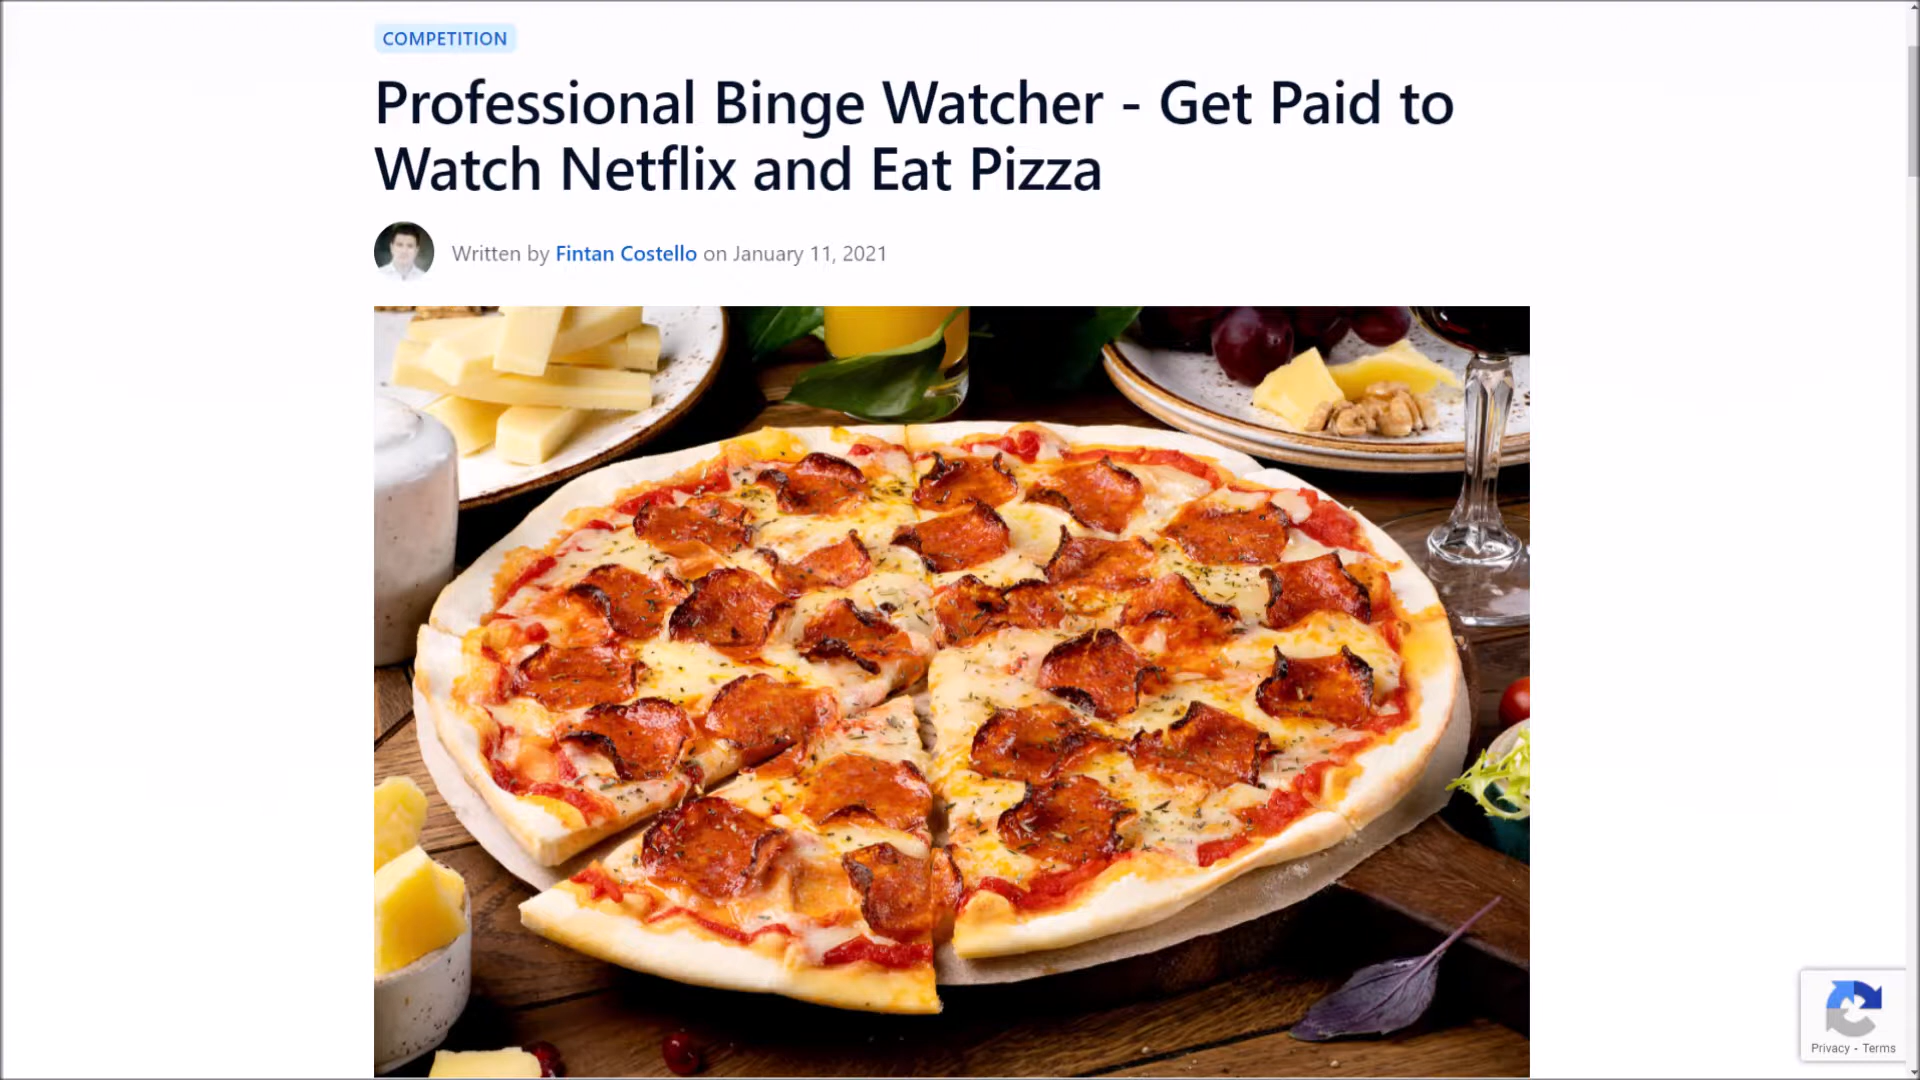 COMPETITION
Professional Binge Watcher - Get Paid to
Watch Netflix and Eat Pizza
Written by Fintan Costello on January 11, 2021
Privacy - Terms